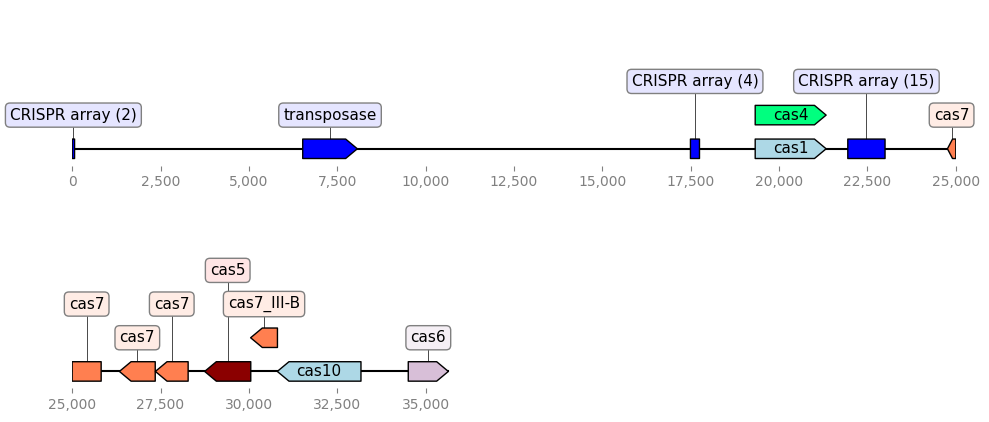 CRISPR array (4) CRISPR array (15)
CRISPR array (2) transposase cas4 cas7
cas1
0 2,500 5,000 7,500 10,000 12,500 15,000 17,500 20,000 22,500 25,000
cas5
cas7 cas7 cas7_III-B
cas7 cas6
cas10
25,000 27,500 30,000 32,500 35,000